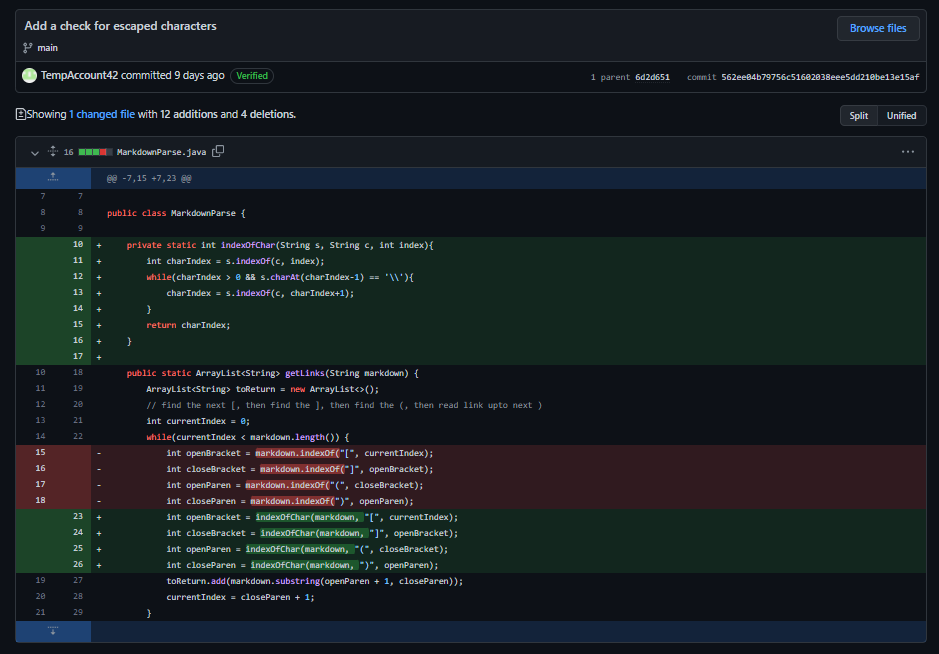 Add a check for escaped characters
Browse files
main
TempAccount42 committed 9 days ago Verified
1 parent 6d2d651 commit 562ee04b79756c51602038eee5dd210be13e15af
Showing 1 changed file with 12 additions and 4 deletions.
Split Unified
16 MarkdownParse.java
@@ -7,15 +7,23 @@
7 7
8 8 public class MarkdownParse {
9 9
10 + private static int indexOfChar(String s, String c, int index){
11 + int charIndex = s.indexOf(c, index);
12 + while(charIndex > 0 && s.charAt(charIndex-1) == '\\'){
13 + charIndex = s.indexOf(c, charIndex+1);
14 + }
15 + return charIndex;
16 + }
17 +
10 18 public static ArrayList<String> getLinks(String markdown) {
11 19 ArrayList<String> toReturn = new ArrayList<>();
12 20 // find the next [, then find the ], then find the (, then read link upto next )
13 21 int currentIndex = 0;
14 22 while(currentIndex < markdown.length()) {
15 - int openBracket = markdown.indexOf("[", currentIndex);
16 - int closeBracket = markdown.indexOf("]", openBracket);
17 - int openParen = markdown.indexOf("(", closeBracket);
18 - int closeParen = markdown.indexOf(")", openParen);
23 + int openBracket = indexOfChar(markdown, "[", currentIndex);
24 + int closeBracket = indexOfChar(markdown, "]", openBracket);
25 + int openParen = indexOfChar(markdown, "(", closeBracket);
26 + int closeParen = indexOfChar(markdown, ")", openParen);
19 27 toReturn.add(markdown.substring(openParen + 1, closeParen));
20 28 currentIndex = closeParen + 1;
21 29 }